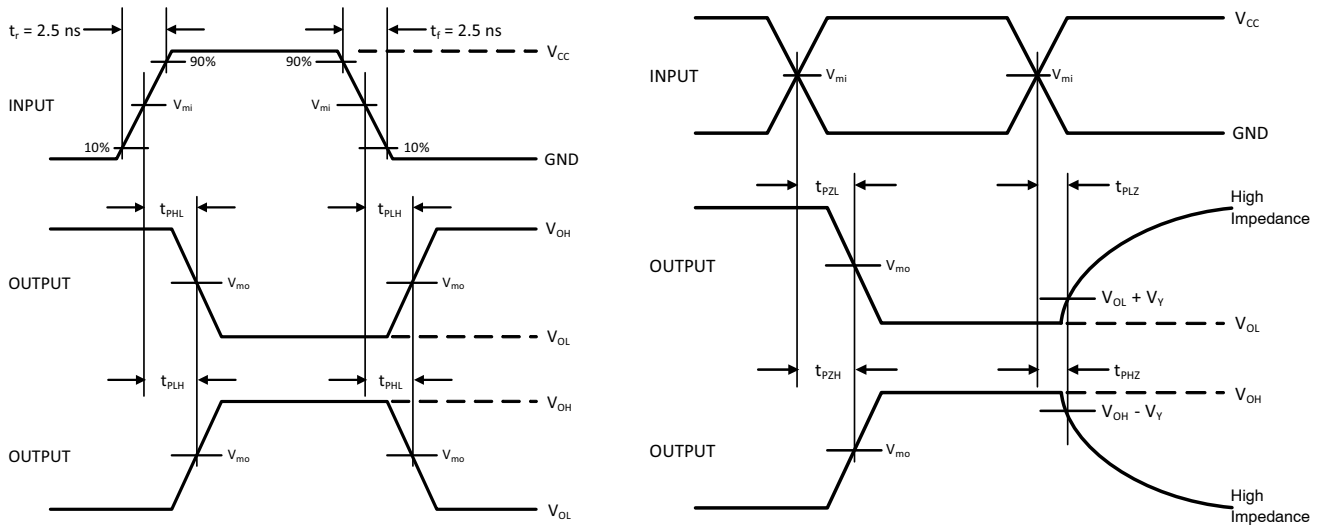 t_r = 2.5 ns
t_f = 2.5 ns
V_CC
90%
90%
INPUT
V_mi
V_mi
10%
10%
GND
t_PHL
t_PLH
V_OH
OUTPUT
V_mo
V_mo
V_OL
t_PLH
t_PHL
V_OH
OUTPUT
V_mo
V_mo
V_OL
V_CC
INPUT
V_mi
V_mi
GND
t_PZL
t_PLZ
High
Impedance
OUTPUT
V_mo
V_OL + V_Y
V_OL
t_PZH
t_PHZ
V_OH
V_OH - V_Y
OUTPUT
V_mo
High
Impedance